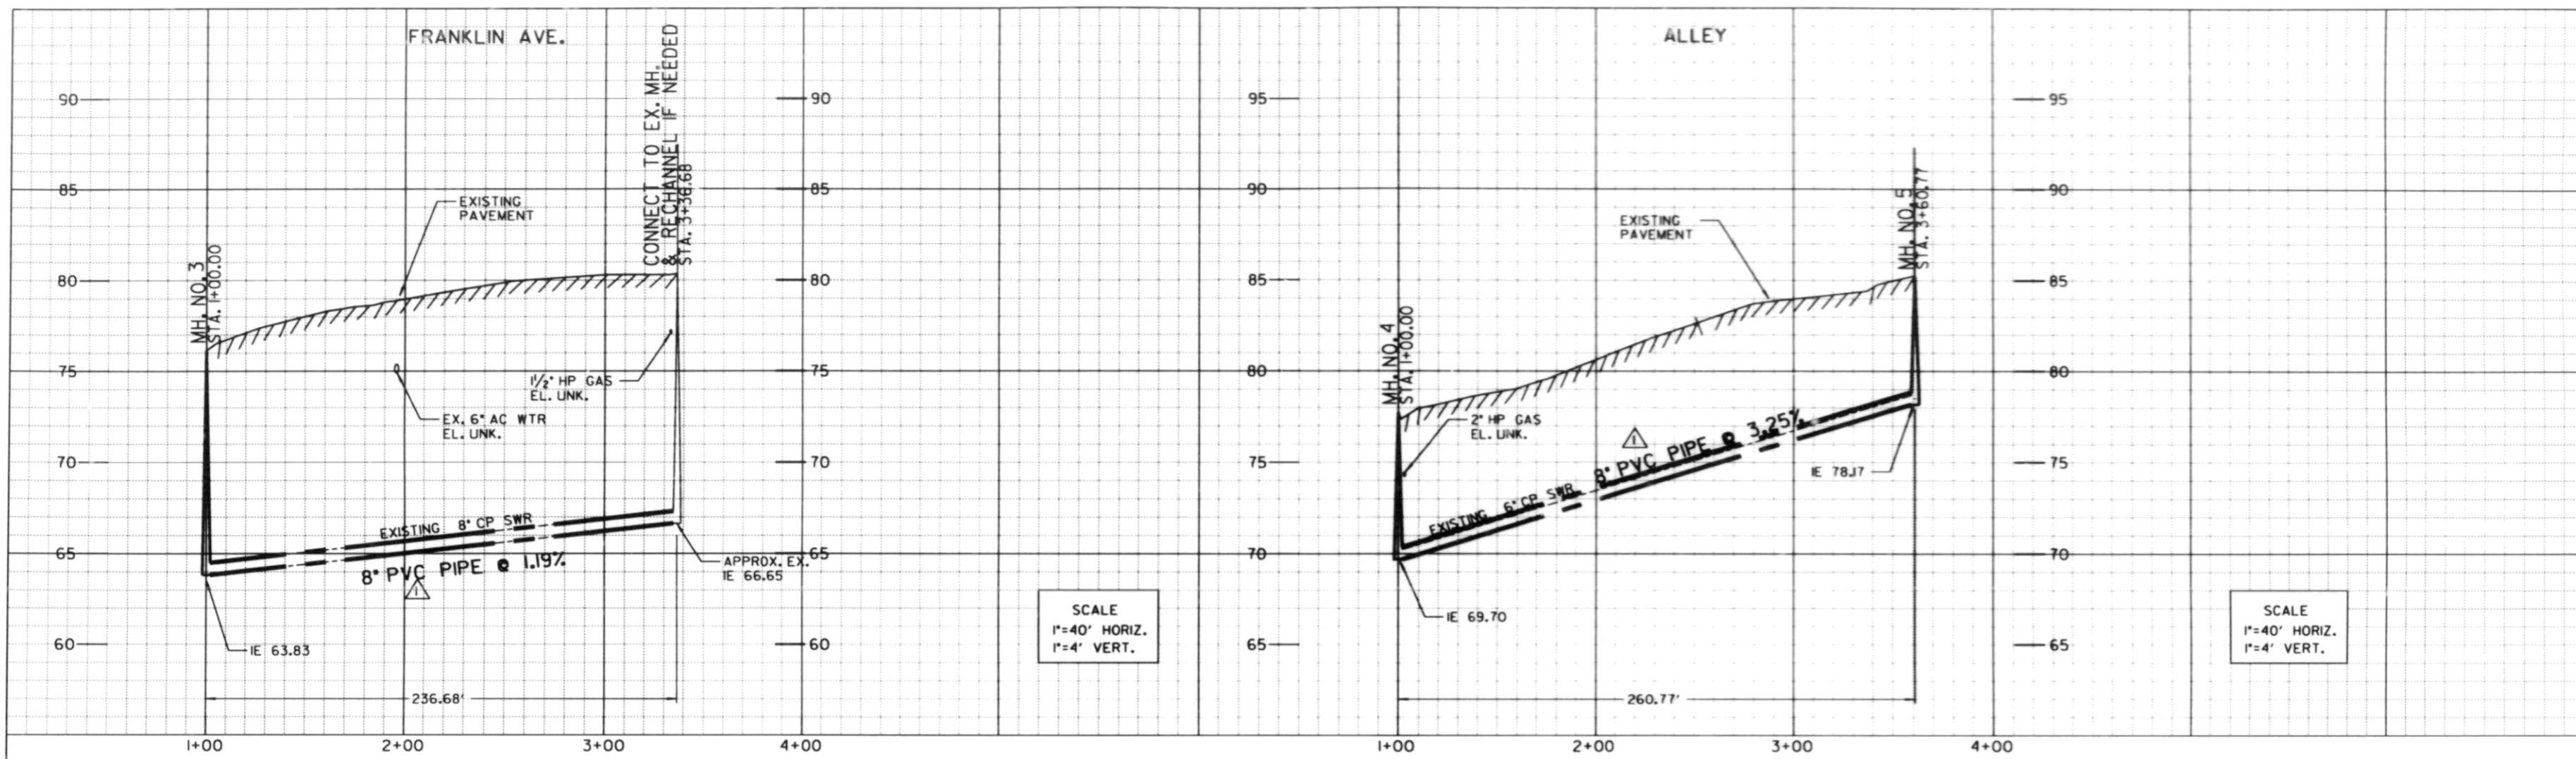 FRANKLIN AVE.
90
90
85
85
80
80
75
75
70
70
65
65
60
60
MH. NO. 3
STA. 1+00.00
EXISTING
PAVEMENT
CONNECT TO EX. MH.
& RECHANNEL IF NEEDED
STA. 3+36.68
1½" HP GAS
EL. UNK.
EX. 6" AC WTR
EL. UNK.
EXISTING 8" CP SWR
8" PVC PIPE @ 1.19%
1
APPROX. EX.
IE 66.65
IE 63.83
236.68'
1+00
2+00
3+00
4+00
SCALE
1"=40' HORIZ.
1"=4' VERT.
ALLEY
95
95
90
90
85
85
80
80
75
75
70
70
65
65
MH. NO. 4
STA. 1+00.00
EXISTING
PAVEMENT
MH. NO. 5
STA. 3+60.77
2" HP GAS
EL. UNK.
1
8" PVC PIPE @ 3.25%
EXISTING 6" CP SWR
IE 78.17
IE 69.70
260.77'
1+00
2+00
3+00
4+00
SCALE
1"=40' HORIZ.
1"=4' VERT.